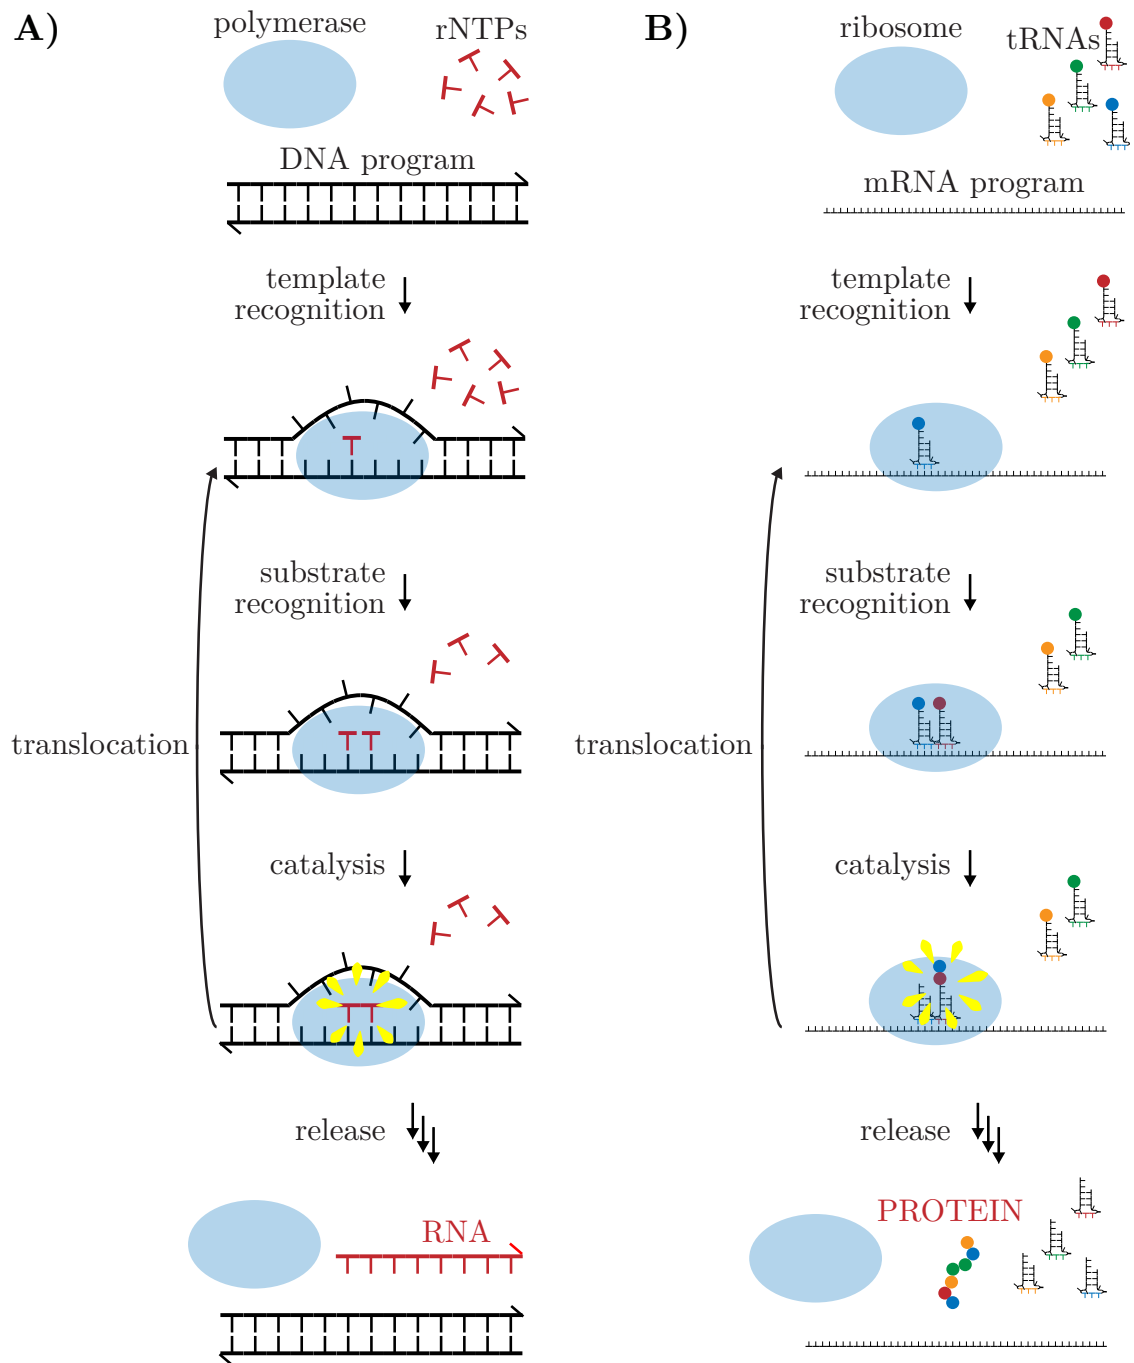 A)
polymerase
rNTPs
DNA program
template
recognition
substrate
recognition
translocation
catalysis
release
RNA
B)
ribosome
tRNAs
mRNA program
template
recognition
substrate
recognition
translocation
catalysis
release
PROTEIN